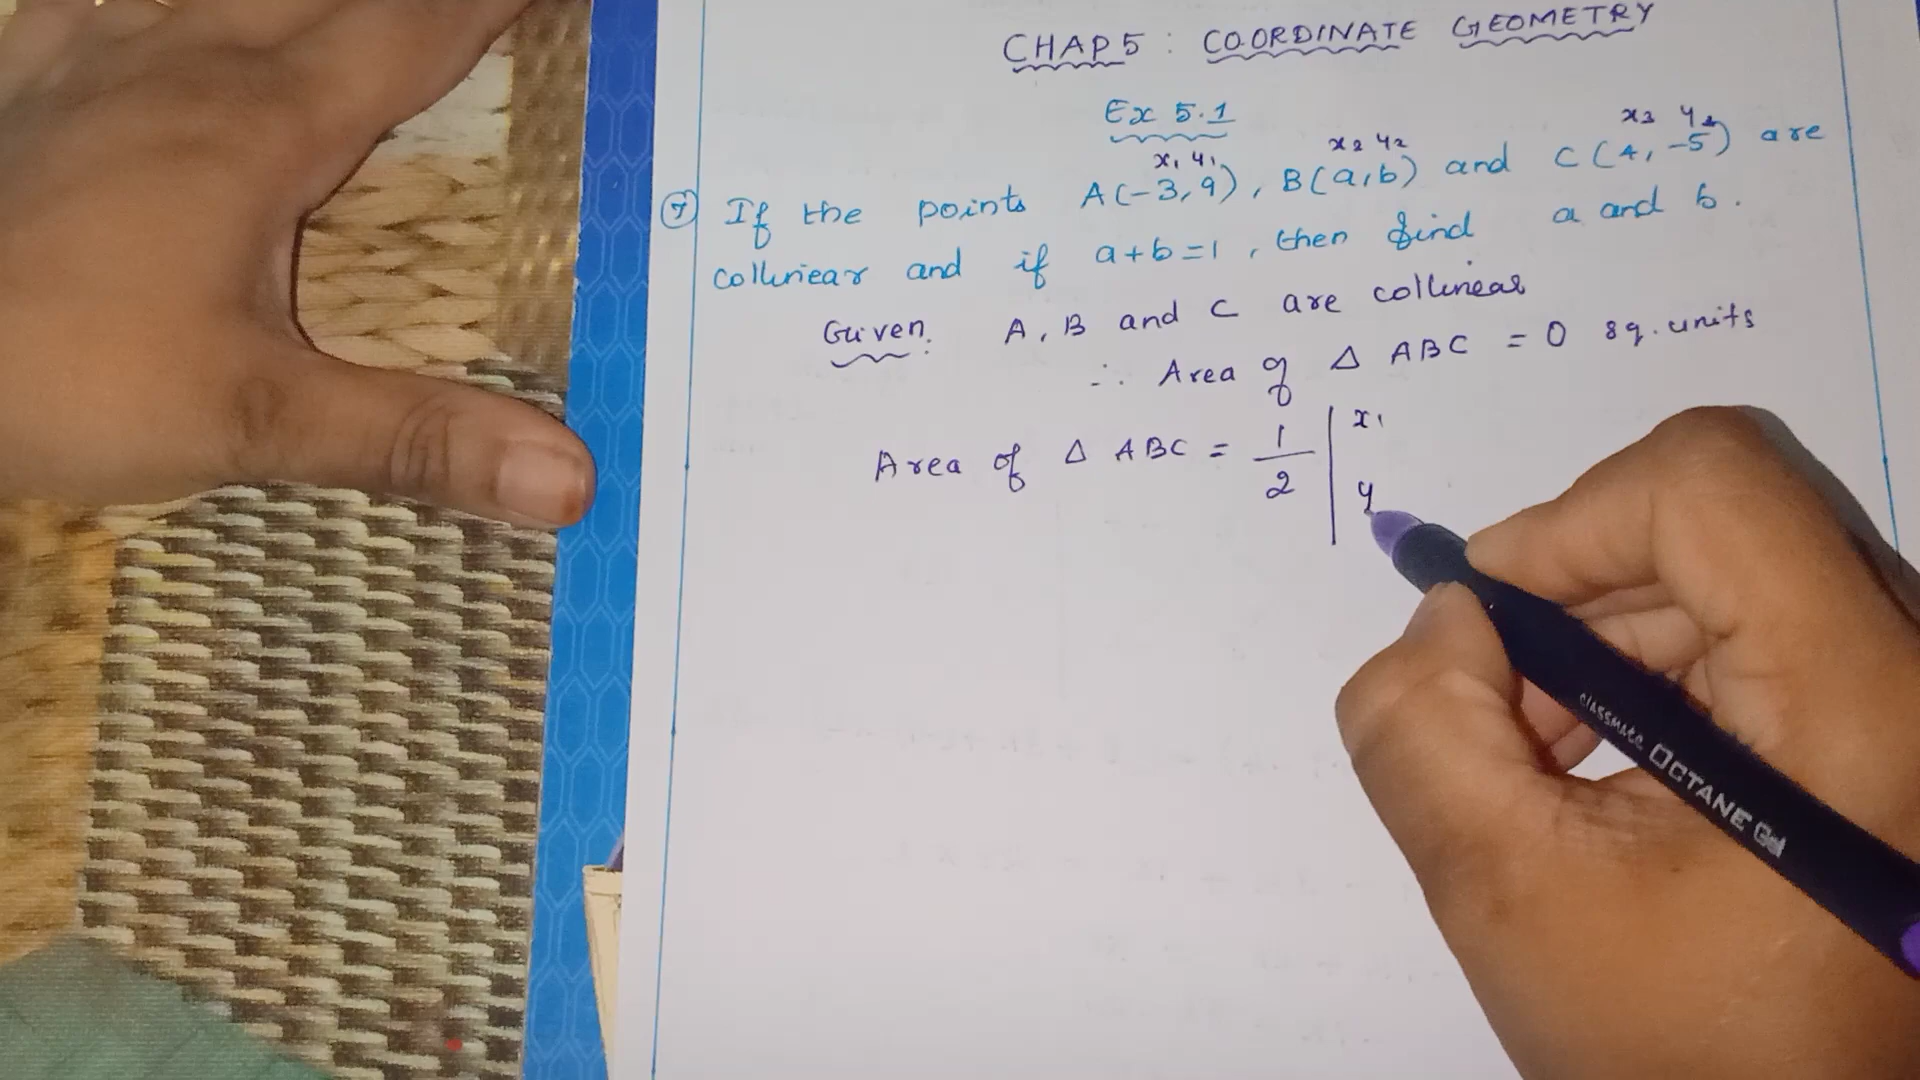 CHAP 5 : COORDINATE GEOMETRY
Ex 5.1
x1 y1 x2 y2 x3 y3
⑦ If the points A(-3,9), B(a,b) and C(4,-5) are
collinear and if a+b=1, then find a and b.
Given: A, B and C are collinear
∴ Area of △ ABC = 0 sq. units
Area of △ ABC = 1/2 | x1
y
classmate OCTANE Gel